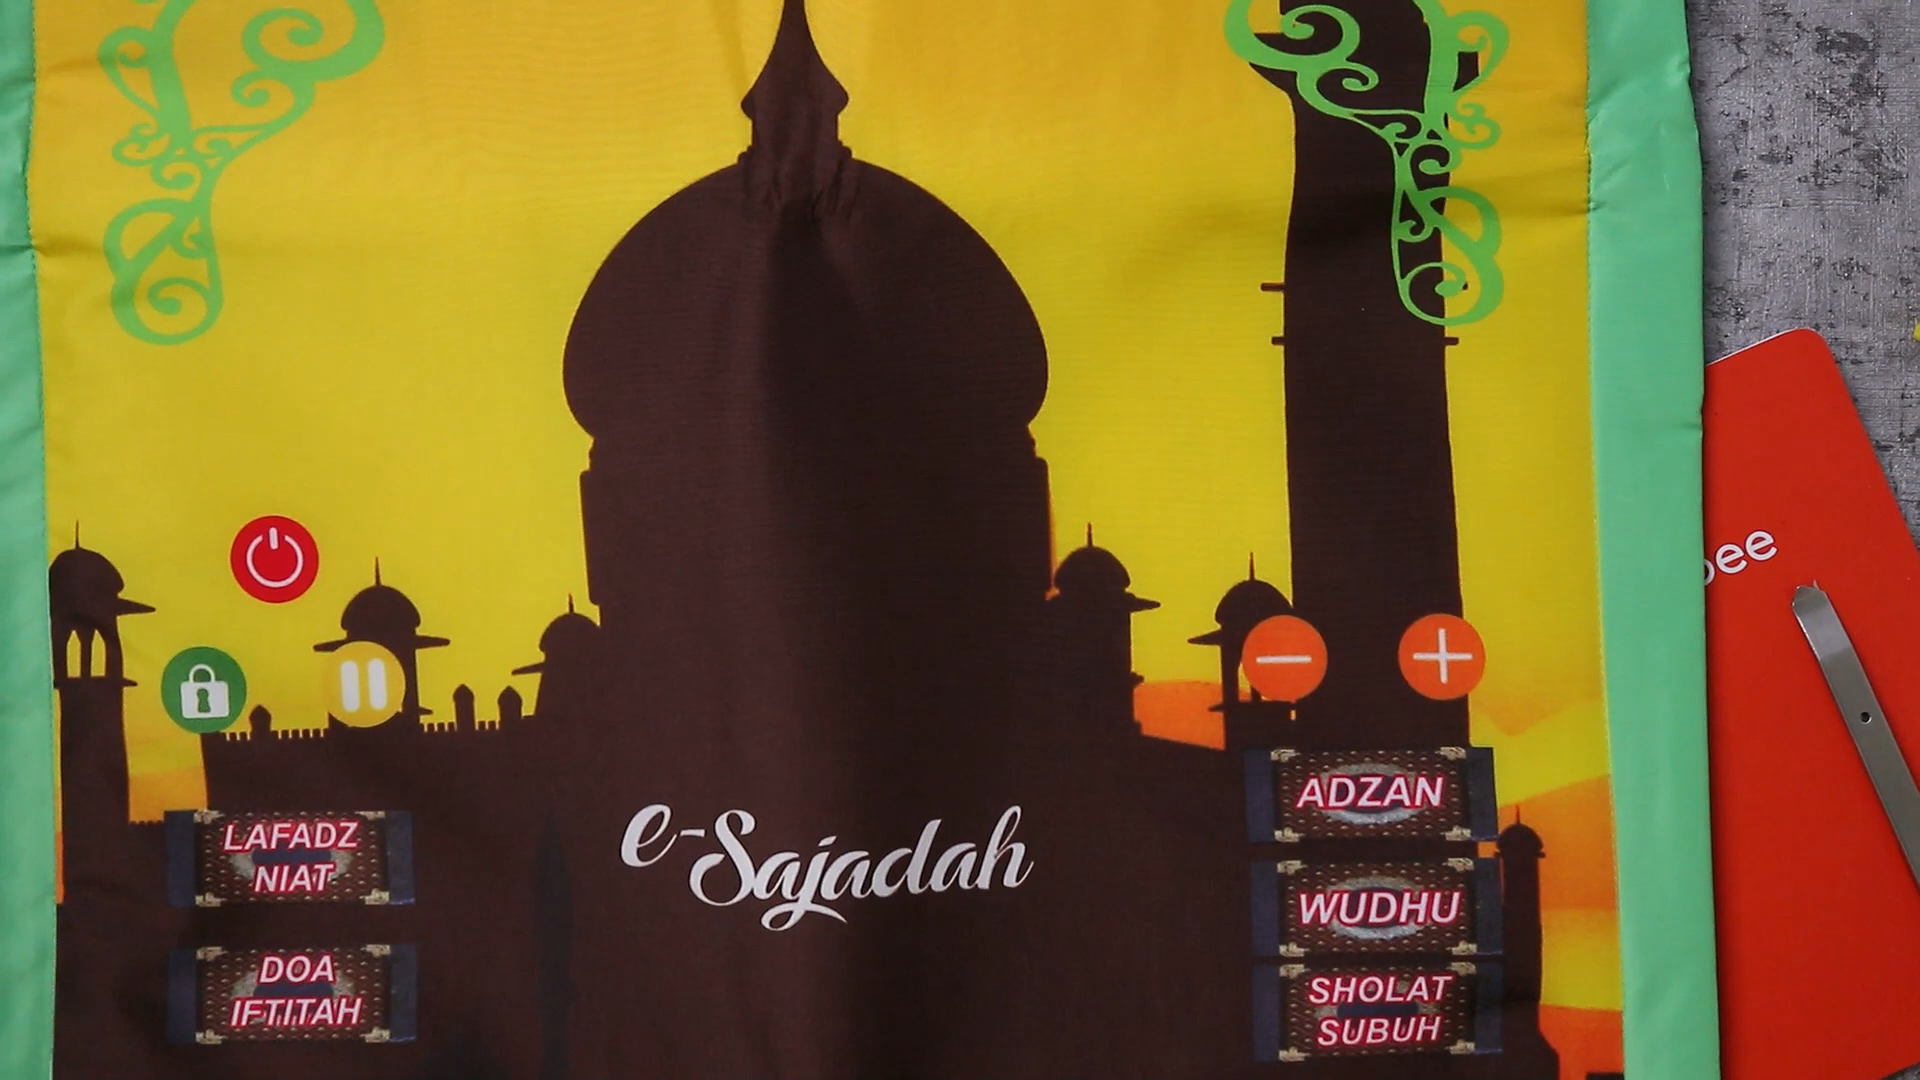 e-Sajadah
LAFADZ
NIAT
DOA
IFTITAH
ADZAN
WUDHU
SHOLAT
SUBUH